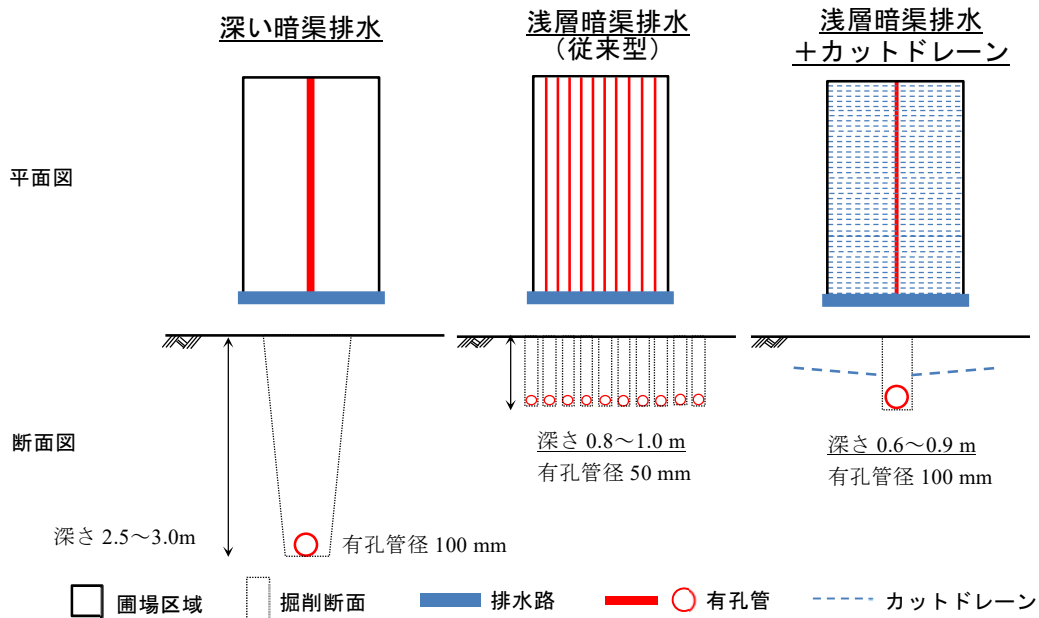 深い暗渠排水
浅層暗渠排水
（従来型）
浅層暗渠排水
＋カットドレーン
平面図
断面図
深さ 2.5～3.0m
有孔管径 100 mm
深さ 0.8～1.0 m
有孔管径 50 mm
深さ 0.6～0.9 m
有孔管径 100 mm
圃場区域
掘削断面
排水路
有孔管
カットドレーン